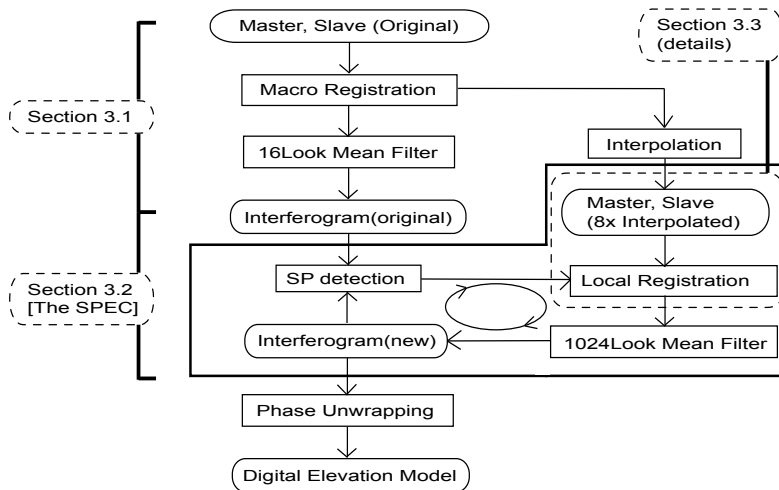 Master, Slave (Original)
Section 3.3
(details)
Macro Registration
Section 3.1
16Look Mean Filter
Interpolation
Interferogram(original)
Master, Slave
(8x Interpolated)
SP detection
Local Registration
Section 3.2
[The SPEC]
Interferogram(new)
1024Look Mean Filter
Phase Unwrapping
Digital Elevation Model